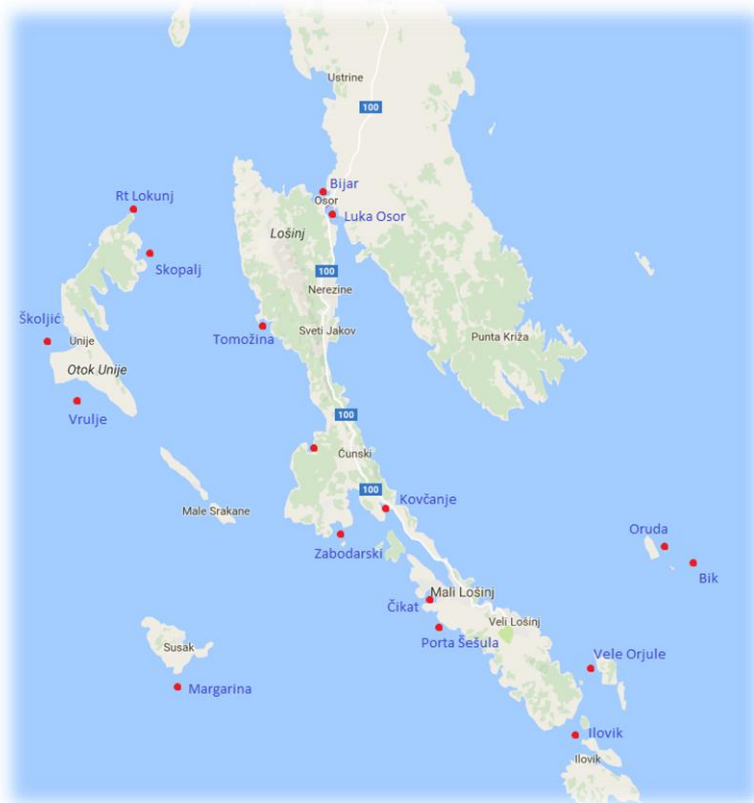 Ustrine
100
Bijar
Osor
Rt Lokunj
Luka Osor
Lošinj
Skopalj
100
Nerezine
Školjić
Tomožina
Sveti Jakov
Unije
Punta Križa
Otok Unije
Vrulje
100
Ćunski
100
Kovčanje
Male Srakane
Oruda
Zabodarski
Bik
Mali Lošinj
Čikat
Veli Lošinj
Porta Šešula
Susak
Vele Orjule
Margarina
Ilovik
Ilovik